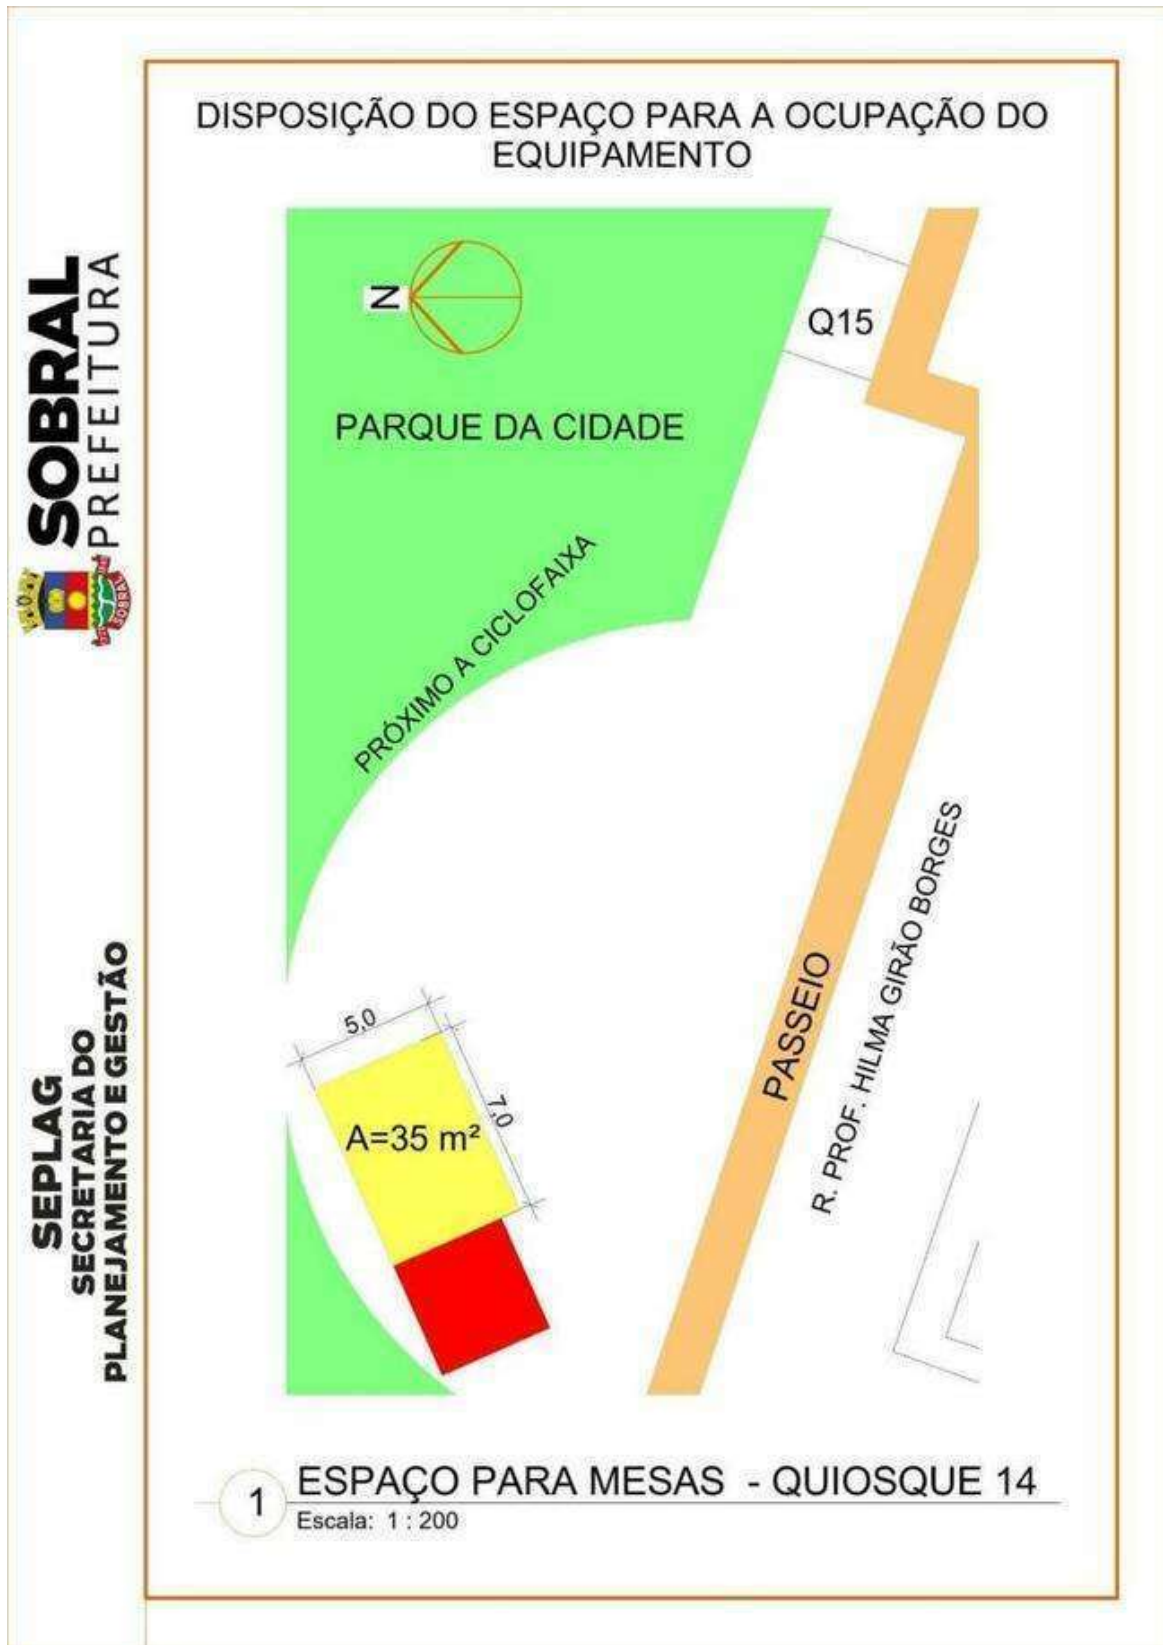 DISPOSIÇÃO DO ESPAÇO PARA A OCUPAÇÃO DO
EQUIPAMENTO
SOBRAL
PREFEITURA
SOBRAL
N
Q15
PARQUE DA CIDADE
PRÓXIMO A CICLOFAIXA
SEPLAG
SECRETARIA DO
PLANEJAMENTO E GESTÃO
5,0
7,0
A=35 m²
PASSEIO
R. PROF. HILMA GIRÃO BORGES
1
ESPAÇO PARA MESAS - QUIOSQUE 14
Escala: 1 : 200